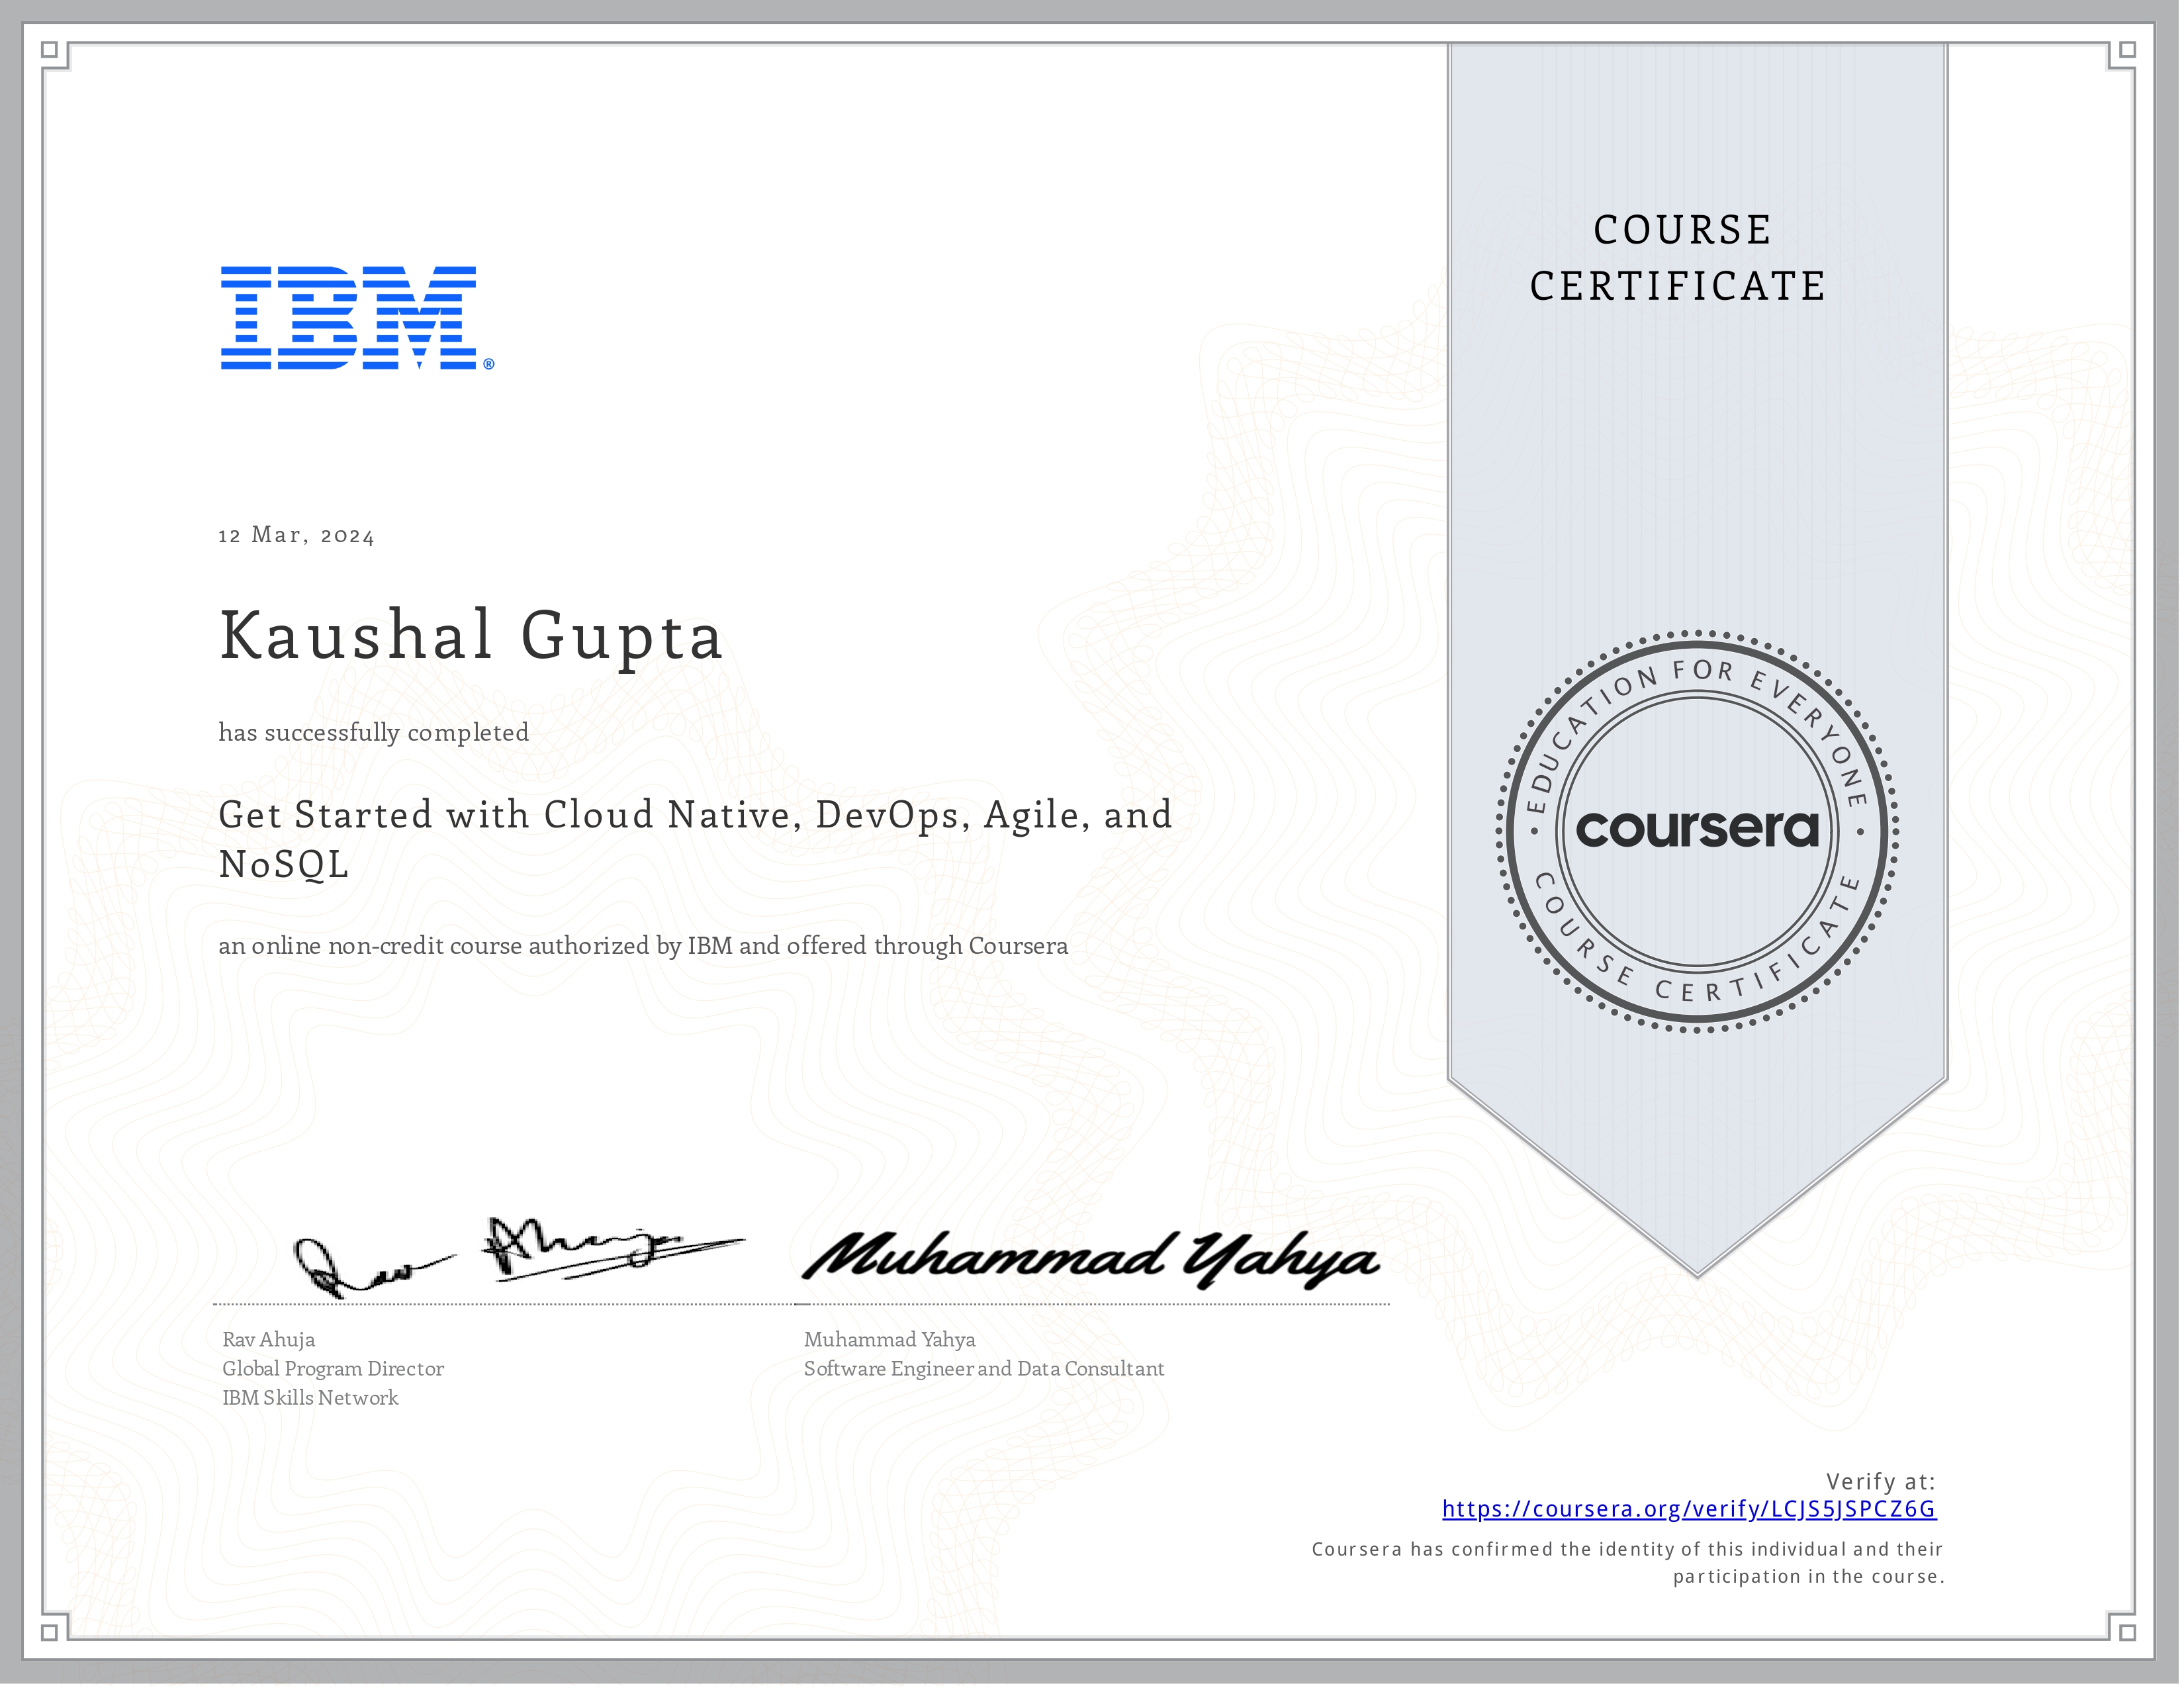 COURSE
CERTIFICATE
IBM®
12 Mar, 2024
Kaushal Gupta
has successfully completed
Get Started with Cloud Native, DevOps, Agile, and
NoSQL
an online non-credit course authorized by IBM and offered through Coursera
EDUCATION FOR EVERYONE
coursera
COURSE CERTIFICATE
Rav Ahuja
Muhammad Yahya
Rav Ahuja
Global Program Director
IBM Skills Network
Muhammad Yahya
Software Engineer and Data Consultant
Verify at:
https://coursera.org/verify/LCJS5JSPCZ6G
Coursera has confirmed the identity of this individual and their
participation in the course.